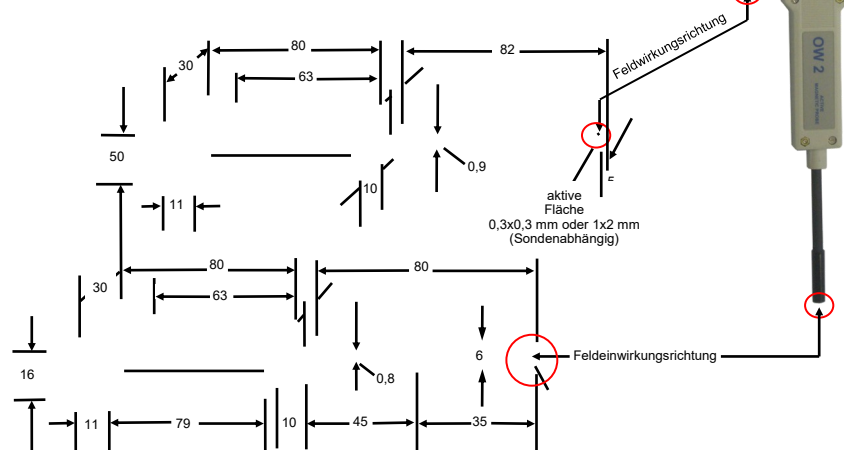 80
82
30
63
Feldwirkungsrichtung
OW 2
50
0,9
10
11
aktive
Fläche
0,3x0,3 mm oder 1x2 mm
(Sondenabhängig)
80
80
30
63
16
6
Feldeinwirkungsrichtung
0,8
11
79
10
45
35